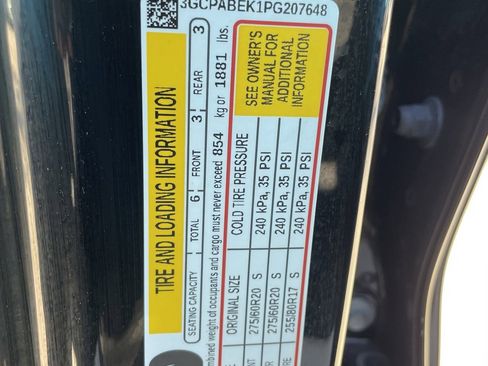 3GCPABEK1PG207648
TIRE AND LOADING INFORMATION
SEATING CAPACITY TOTAL 6 FRONT 3 REAR 3
combined weight of occupants and cargo must never exceed 854 kg or 1881 lbs.
ORIGINAL SIZE COLD TIRE PRESSURE
275/60R20 S 240 kPa, 35 PSI
275/60R20 S 240 kPa, 35 PSI
255/80R17 S 240 kPa, 35 PSI
SEE OWNER'S
MANUAL FOR
ADDITIONAL
INFORMATION